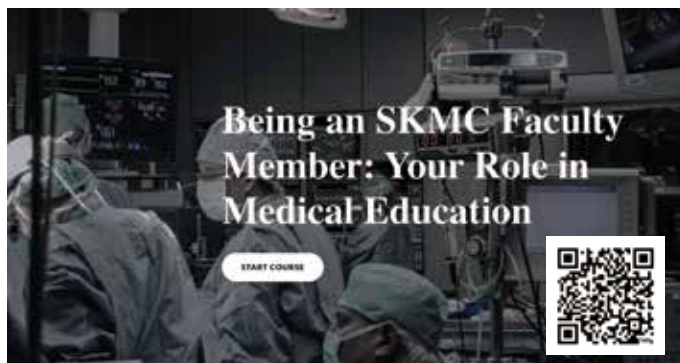 Being an SKMC Faculty
Member: Your Role in
Medical Education
START COURSE